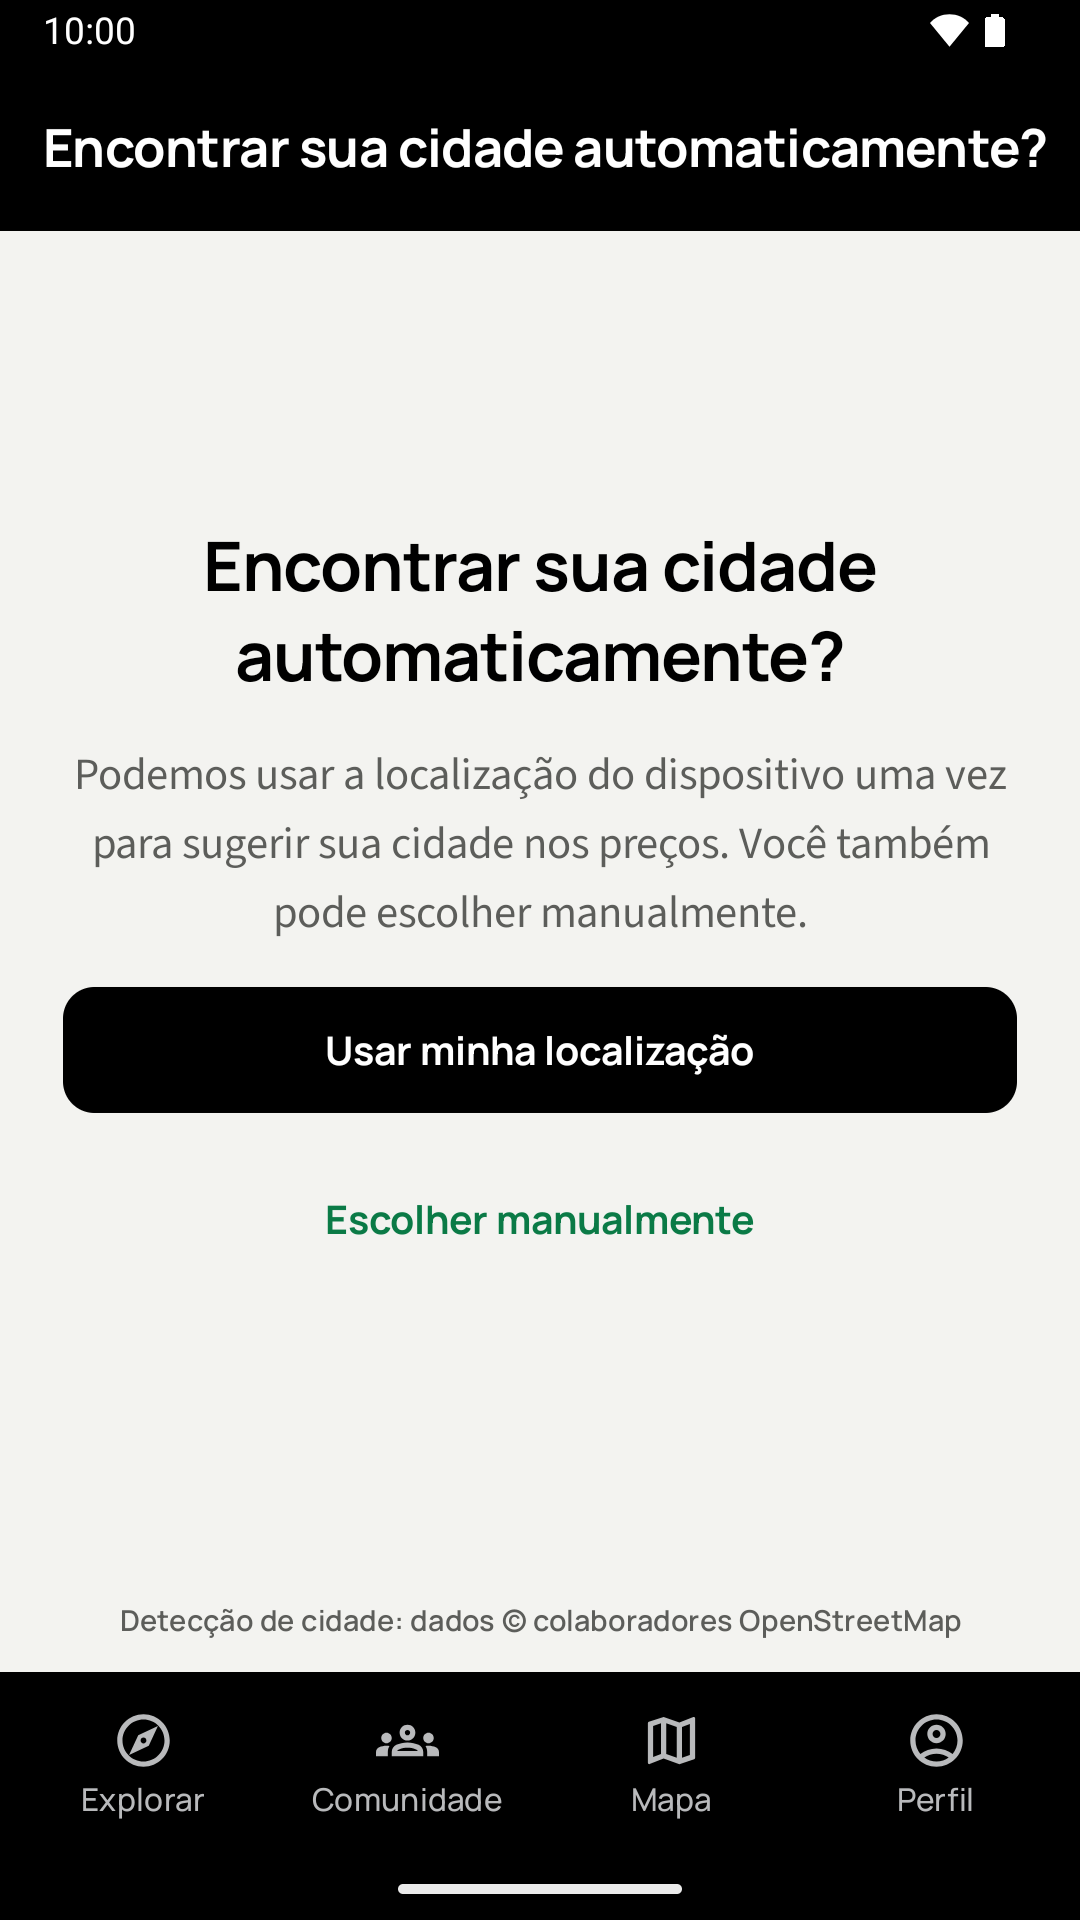 10:00
Encontrar sua cidade automaticamente?
Encontrar sua cidade
automaticamente?
Podemos usar a localização do dispositivo uma vez
para sugerir sua cidade nos preços. Você também
pode escolher manualmente.
Usar minha localização
Escolher manualmente
Detecção de cidade: dados © colaboradores OpenStreetMap
Explorar
Comunidade
Mapa
Perfil